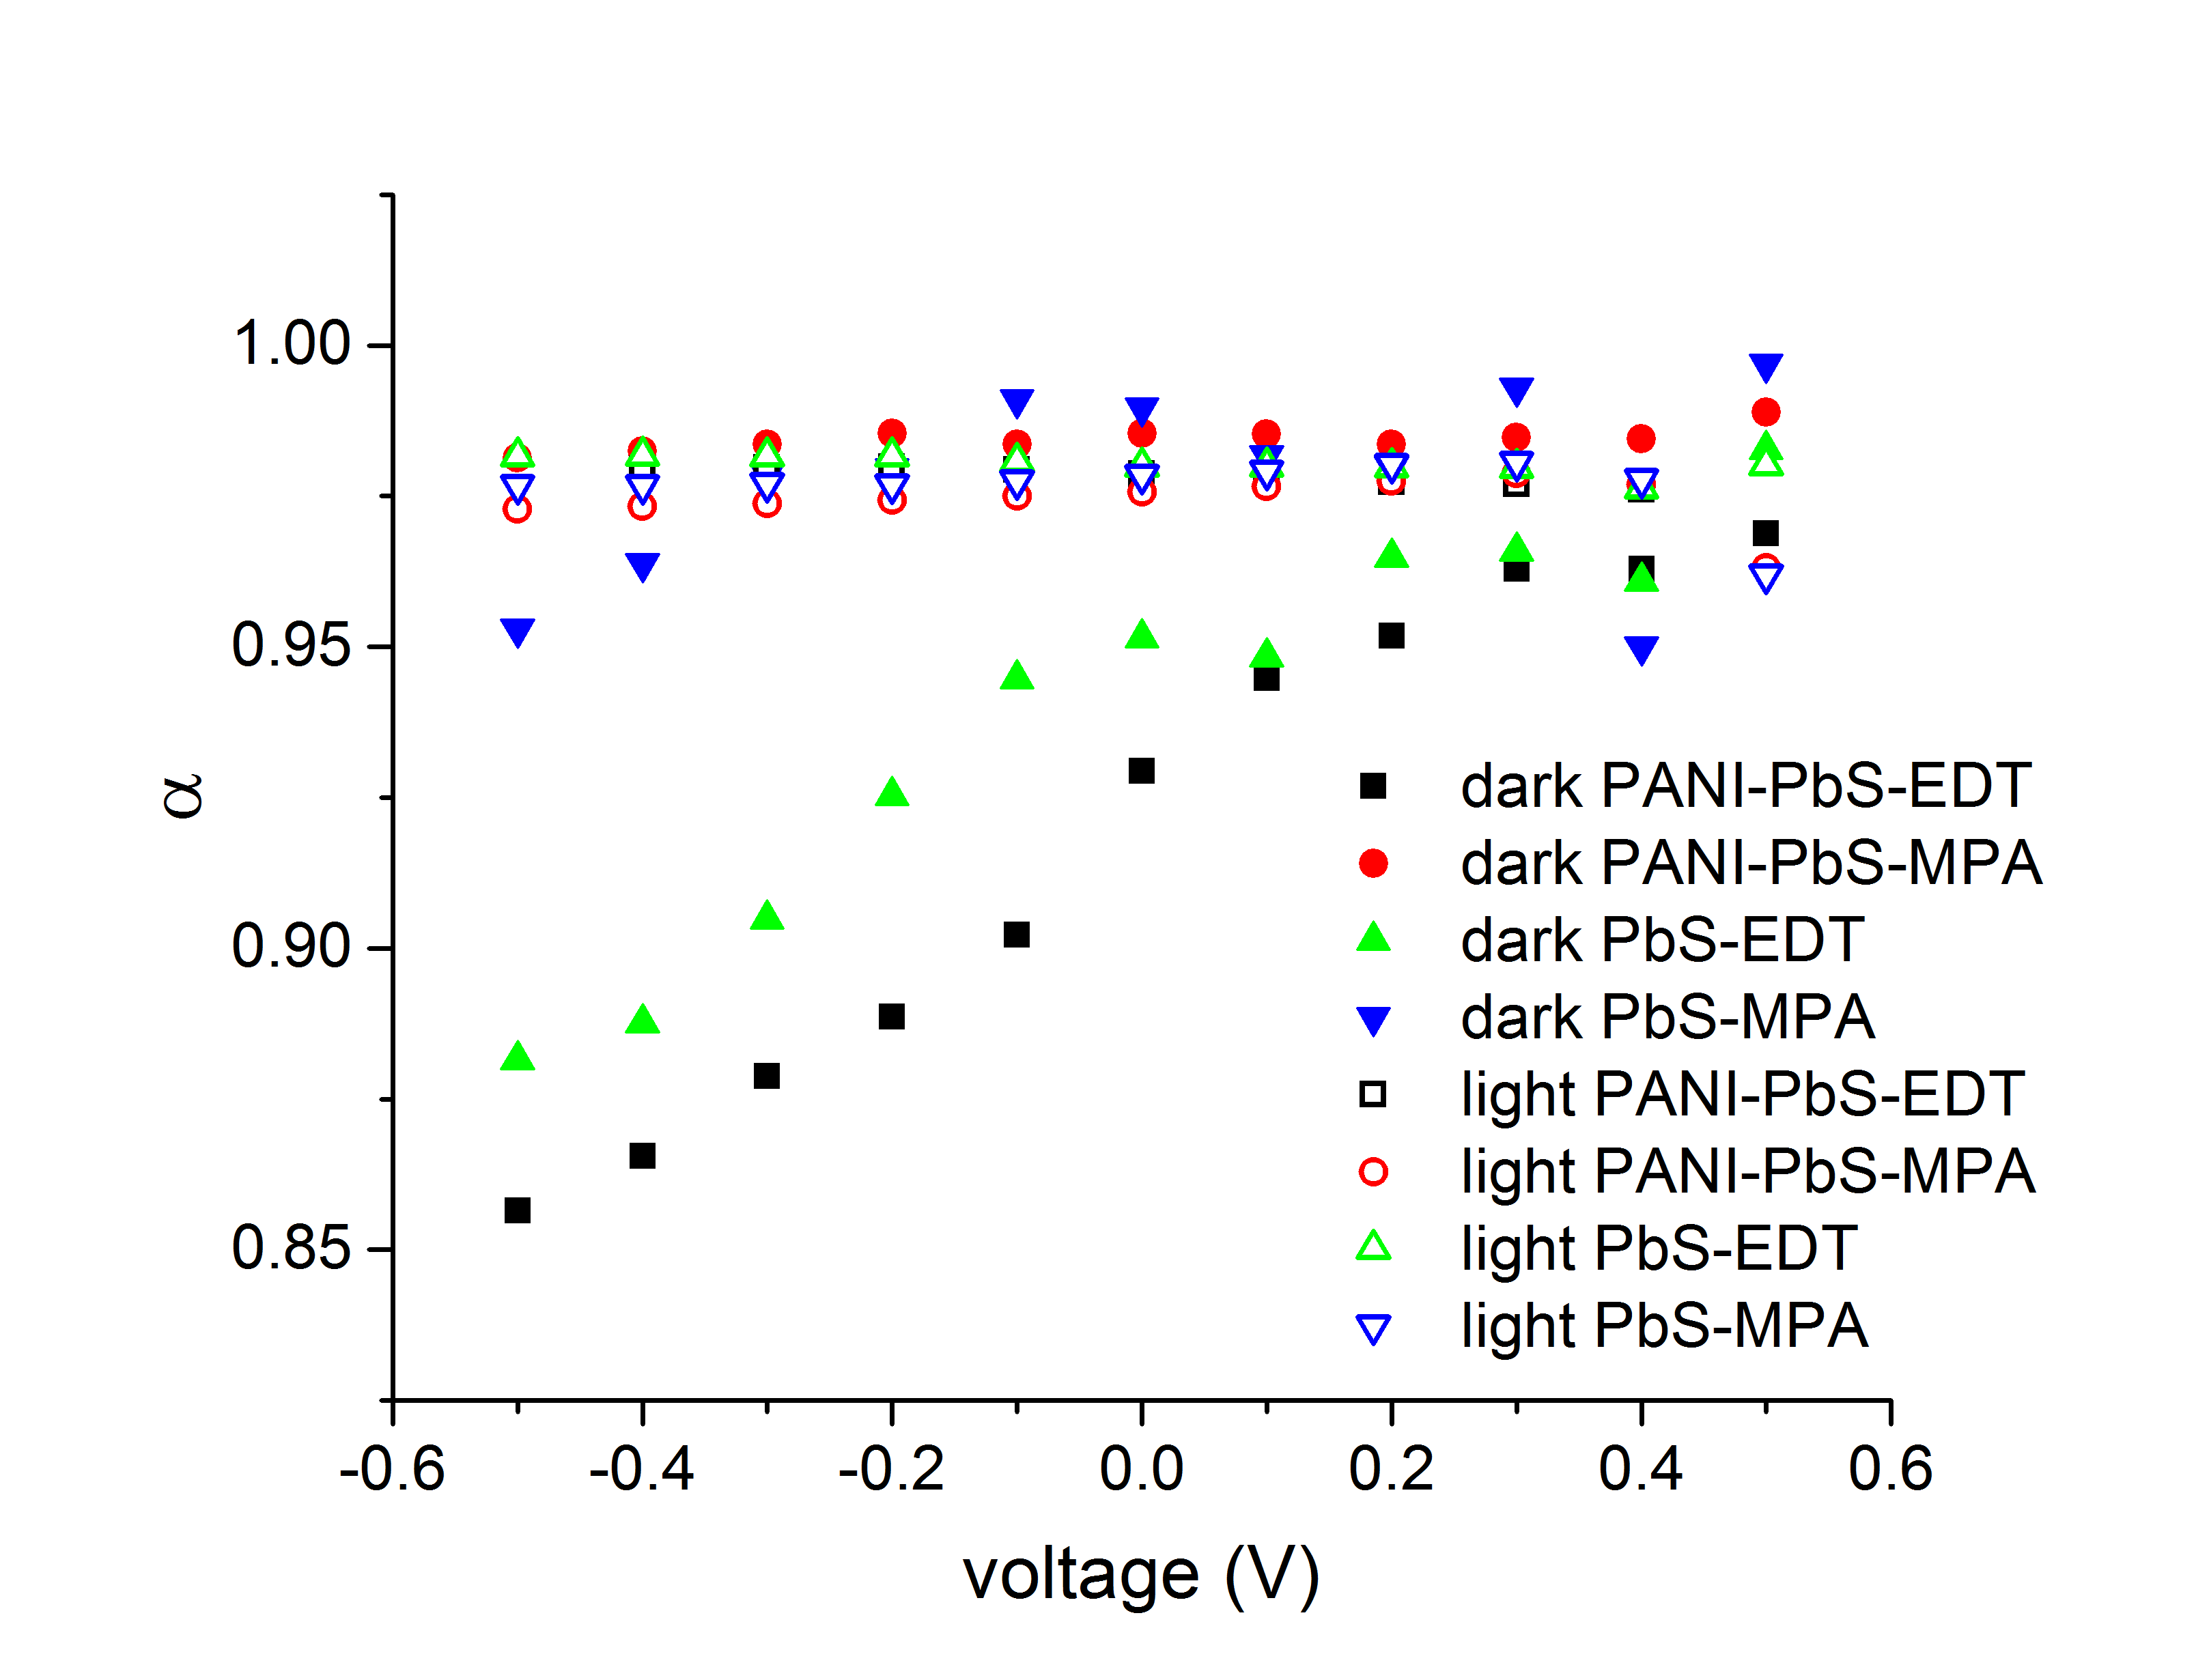 1.00
0.95
0.90
0.85
α
dark PANI-PbS-EDT
dark PANI-PbS-MPA
dark PbS-EDT
dark PbS-MPA
light PANI-PbS-EDT
light PANI-PbS-MPA
light PbS-EDT
light PbS-MPA
-0.6 -0.4 -0.2 0.0 0.2 0.4 0.6
voltage (V)